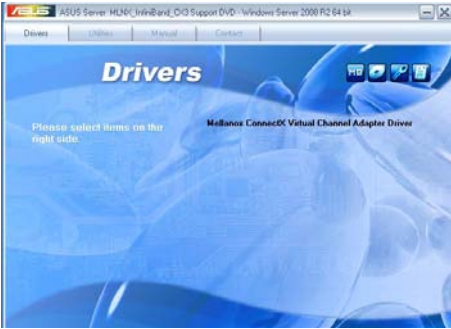 ASUS ASUS Server MLNX_InfiniBand_CX3 Support DVD - Windows Server 2008 R2 64 bit
Drivers Utilities Manual Contact
Drivers
Please select items on the
right side.
Mellanox ConnectX Virtual Channel Adapter Driver